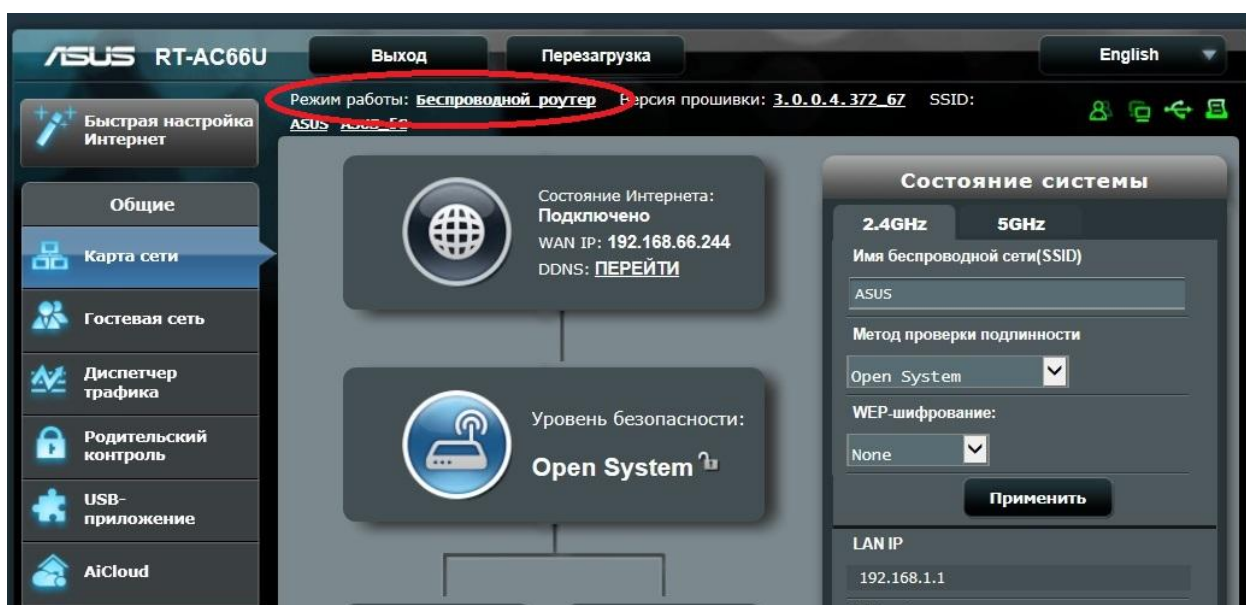 ASUS RT-AC66U
Выход
Перезагрузка
English
Режим работы: Беспроводной роутер Версия прошивки: 3.0.0.4.372_67 SSID:
ASUS ASUS_5G
Быстрая настройка
Интернет
Общие
Карта сети
Гостевая сеть
Диспетчер
трафика
Родительский
контроль
USB-
приложение
AiCloud
Состояние Интернета:
Подключено
WAN IP: 192.168.66.244
DDNS: ПЕРЕЙТИ
Уровень безопасности:
Open System
Состояние системы
2.4GHz 5GHz
Имя беспроводной сети(SSID)
ASUS
Метод проверки подлинности
Open System
WEP-шифрование:
None
Применить
LAN IP
192.168.1.1